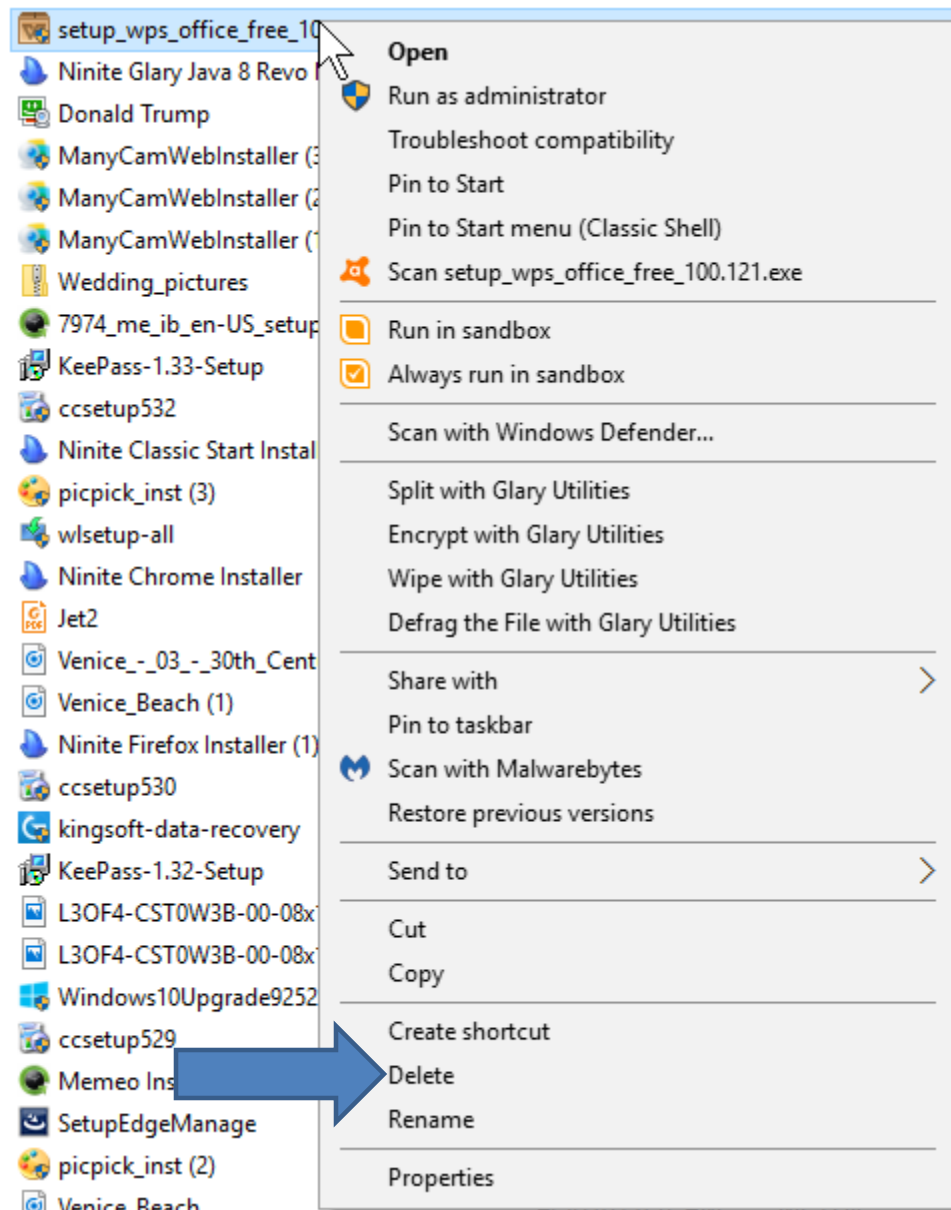 setup_wps_office_free_10
Ninite Glary Java 8 Revo
Donald Trump
ManyCamWebInstaller (3
ManyCamWebInstaller (2
ManyCamWebInstaller (1
Wedding_pictures
7974_me_ib_en-US_setup
KeePass-1.33-Setup
ccsetup532
Ninite Classic Start Instal
picpick_inst (3)
wlsetup-all
Ninite Chrome Installer
Jet2
Venice_-_03_-_30th_Cent
Venice_Beach (1)
Ninite Firefox Installer (1)
ccsetup530
kingsoft-data-recovery
KeePass-1.32-Setup
L3OF4-CST0W3B-00-08x
L3OF4-CST0W3B-00-08x
Windows10Upgrade9252
ccsetup529
Memeo Ins
SetupEdgeManage
picpick_inst (2)
Venice_Beach
Open
Run as administrator
Troubleshoot compatibility
Pin to Start
Pin to Start menu (Classic Shell)
Scan setup_wps_office_free_100.121.exe
Run in sandbox
Always run in sandbox
Scan with Windows Defender...
Split with Glary Utilities
Encrypt with Glary Utilities
Wipe with Glary Utilities
Defrag the File with Glary Utilities
Share with
Pin to taskbar
Scan with Malwarebytes
Restore previous versions
Send to
Cut
Copy
Create shortcut
Delete
Rename
Properties